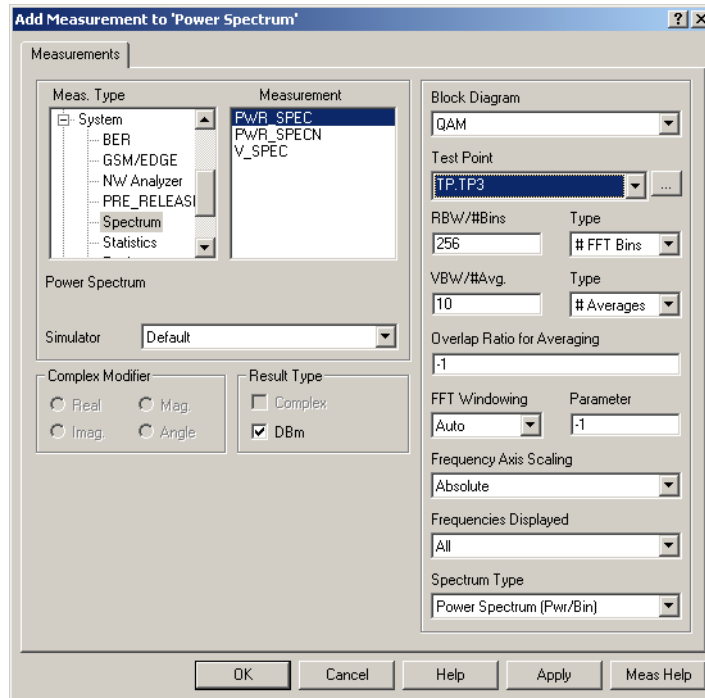 Add Measurement to 'Power Spectrum'
Measurements
Meas. Type
System
BER
GSM/EDGE
NW Analyzer
PRE_RELEAS
Spectrum
Statistics
Measurement
PWR_SPEC
PWR_SPECN
V_SPEC
Power Spectrum
Simulator
Default
Complex Modifier
Real
Mag.
Imag.
Angle
Result Type
Complex
DBm
Block Diagram
QAM
Test Point
TP.TP3
...
RBW/#Bins
Type
256
# FFT Bins
VBW/#Avg.
Type
10
# Averages
Overlap Ratio for Averaging
-1
FFT Windowing
Parameter
Auto
-1
Frequency Axis Scaling
Absolute
Frequencies Displayed
All
Spectrum Type
Power Spectrum (Pwr/Bin)
OK
Cancel
Help
Apply
Meas Help